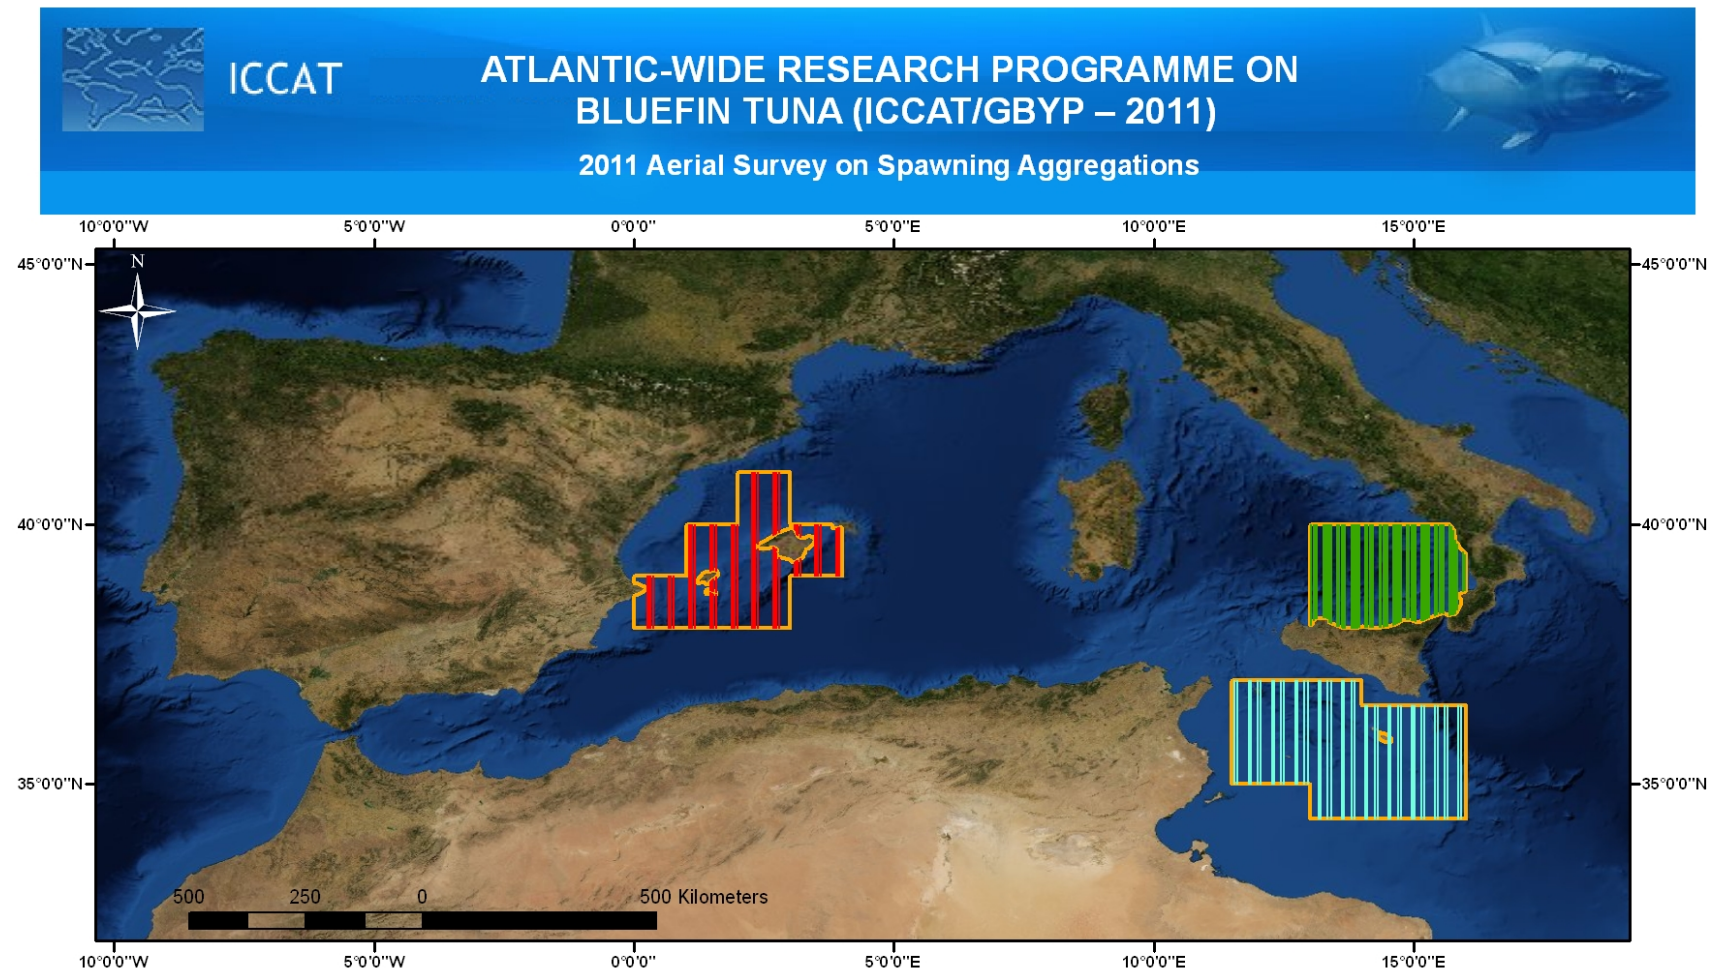 ICCAT
ATLANTIC-WIDE RESEARCH PROGRAMME ON
BLUEFIN TUNA (ICCAT/GBYP – 2011)
2011 Aerial Survey on Spawning Aggregations
10°0'0"W 5°0'0"W 0°0'0" 5°0'0"E 10°0'0"E 15°0'0"E
45°0'0"N 45°0'0"N
N
40°0'0"N 40°0'0"N
35°0'0"N 35°0'0"N
500 250 0 500 Kilometers
10°0'0"W 5°0'0"W 0°0'0" 5°0'0"E 10°0'0"E 15°0'0"E